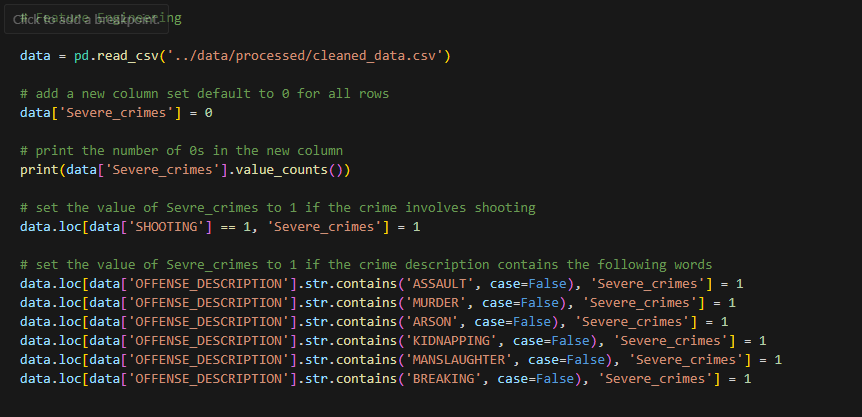 # Feature Engineering
Click to add a breakpoint.
data = pd.read_csv('../data/processed/cleaned_data.csv')
# add a new column set default to 0 for all rows
data['Severe_crimes'] = 0
# print the number of 0s in the new column
print(data['Severe_crimes'].value_counts())
# set the value of Sevre_crimes to 1 if the crime involves shooting
data.loc[data['SHOOTING'] == 1, 'Severe_crimes'] = 1
# set the value of Sevre_crimes to 1 if the crime description contains the following words
data.loc[data['OFFENSE_DESCRIPTION'].str.contains('ASSAULT', case=False), 'Severe_crimes'] = 1
data.loc[data['OFFENSE_DESCRIPTION'].str.contains('MURDER', case=False), 'Severe_crimes'] = 1
data.loc[data['OFFENSE_DESCRIPTION'].str.contains('ARSON', case=False), 'Severe_crimes'] = 1
data.loc[data['OFFENSE_DESCRIPTION'].str.contains('KIDNAPPING', case=False), 'Severe_crimes'] = 1
data.loc[data['OFFENSE_DESCRIPTION'].str.contains('MANSLAUGHTER', case=False), 'Severe_crimes'] = 1
data.loc[data['OFFENSE_DESCRIPTION'].str.contains('BREAKING', case=False), 'Severe_crimes'] = 1